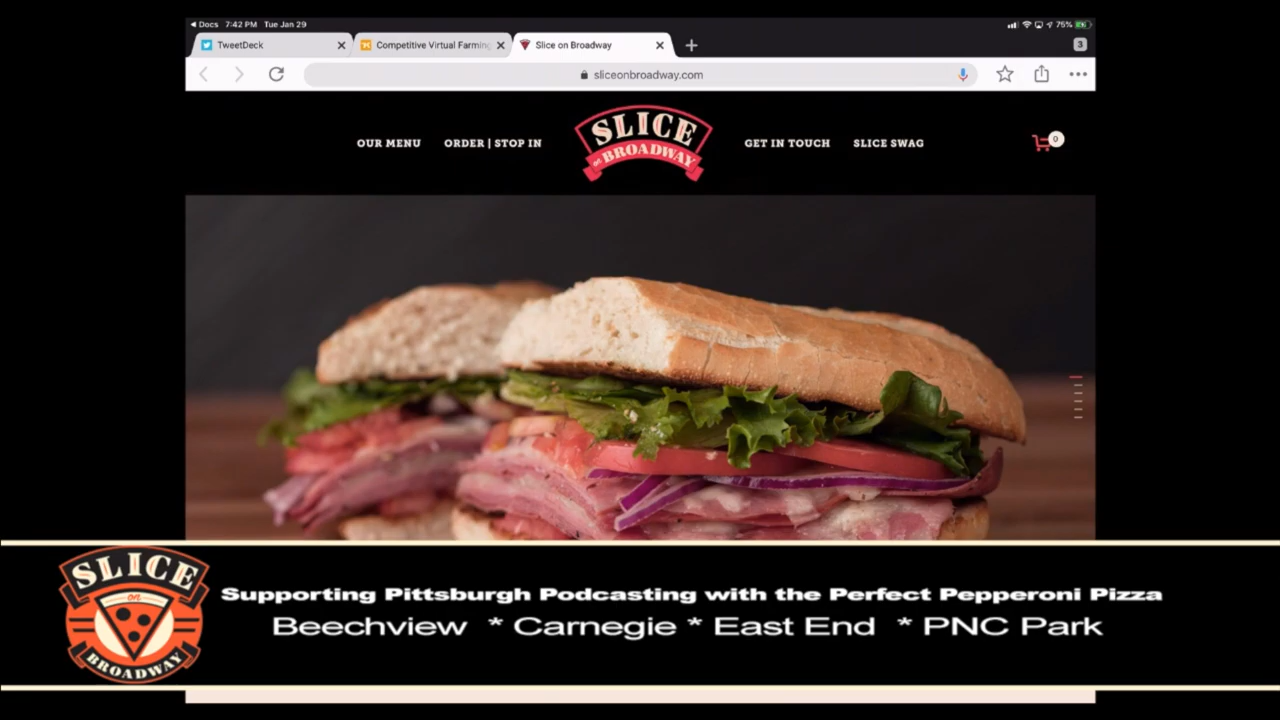 Docs 7:42 PM Tue Jan 29 75%
TweetDeck Competitive Virtual Farming Slice on Broadway 3
sliceonbroadway.com
OUR MENU ORDER | STOP IN SLICE on BROADWAY GET IN TOUCH SLICE SWAG 0
SLICE on BROADWAY
Supporting Pittsburgh Podcasting with the Perfect Pepperoni Pizza
Beechview * Carnegie * East End * PNC Park